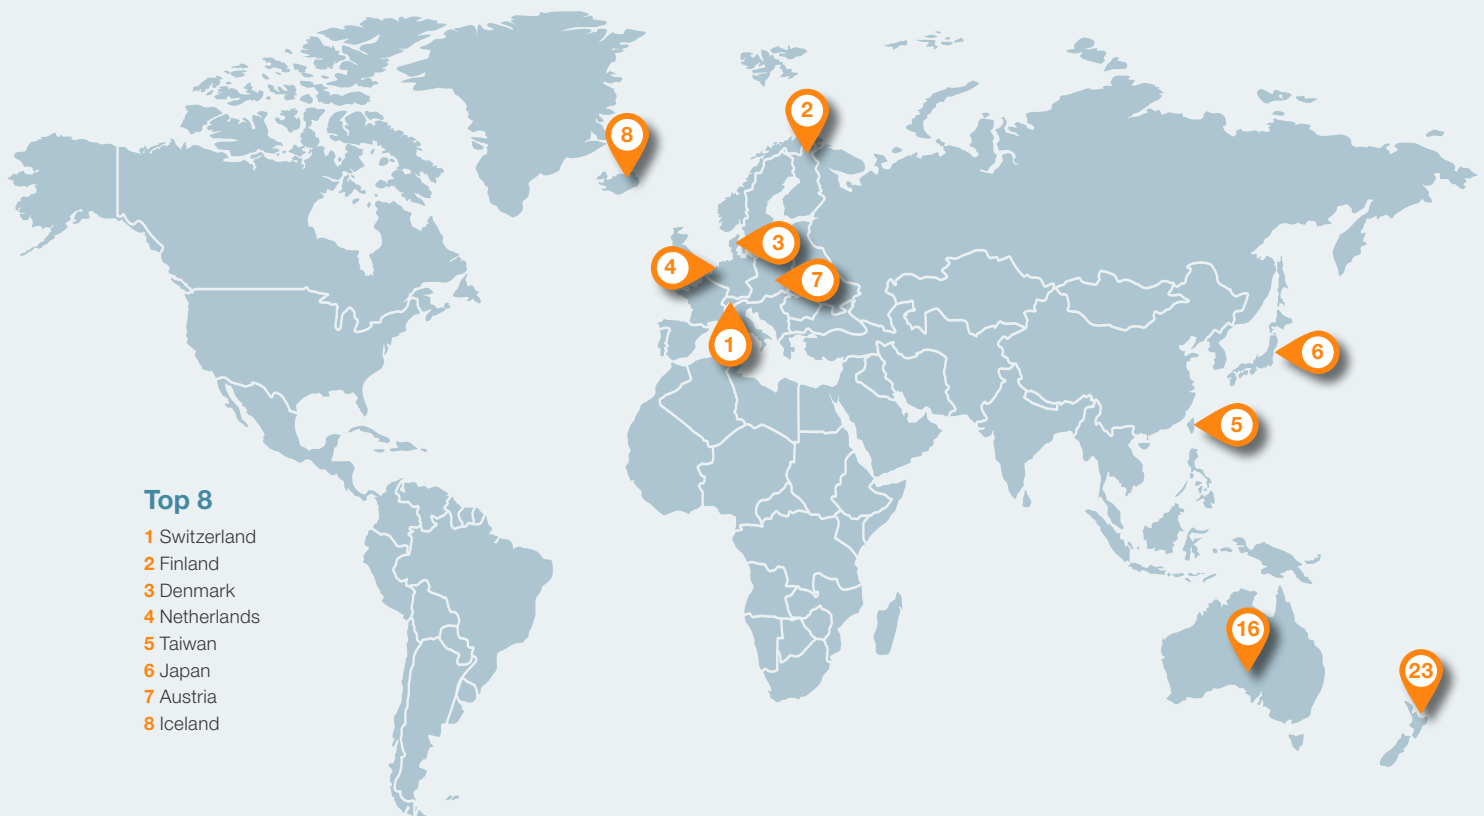 2
8
3
4
7
1
6
5
Top 8
1 Switzerland
2 Finland
3 Denmark
4 Netherlands
5 Taiwan
6 Japan
7 Austria
8 Iceland
16
23